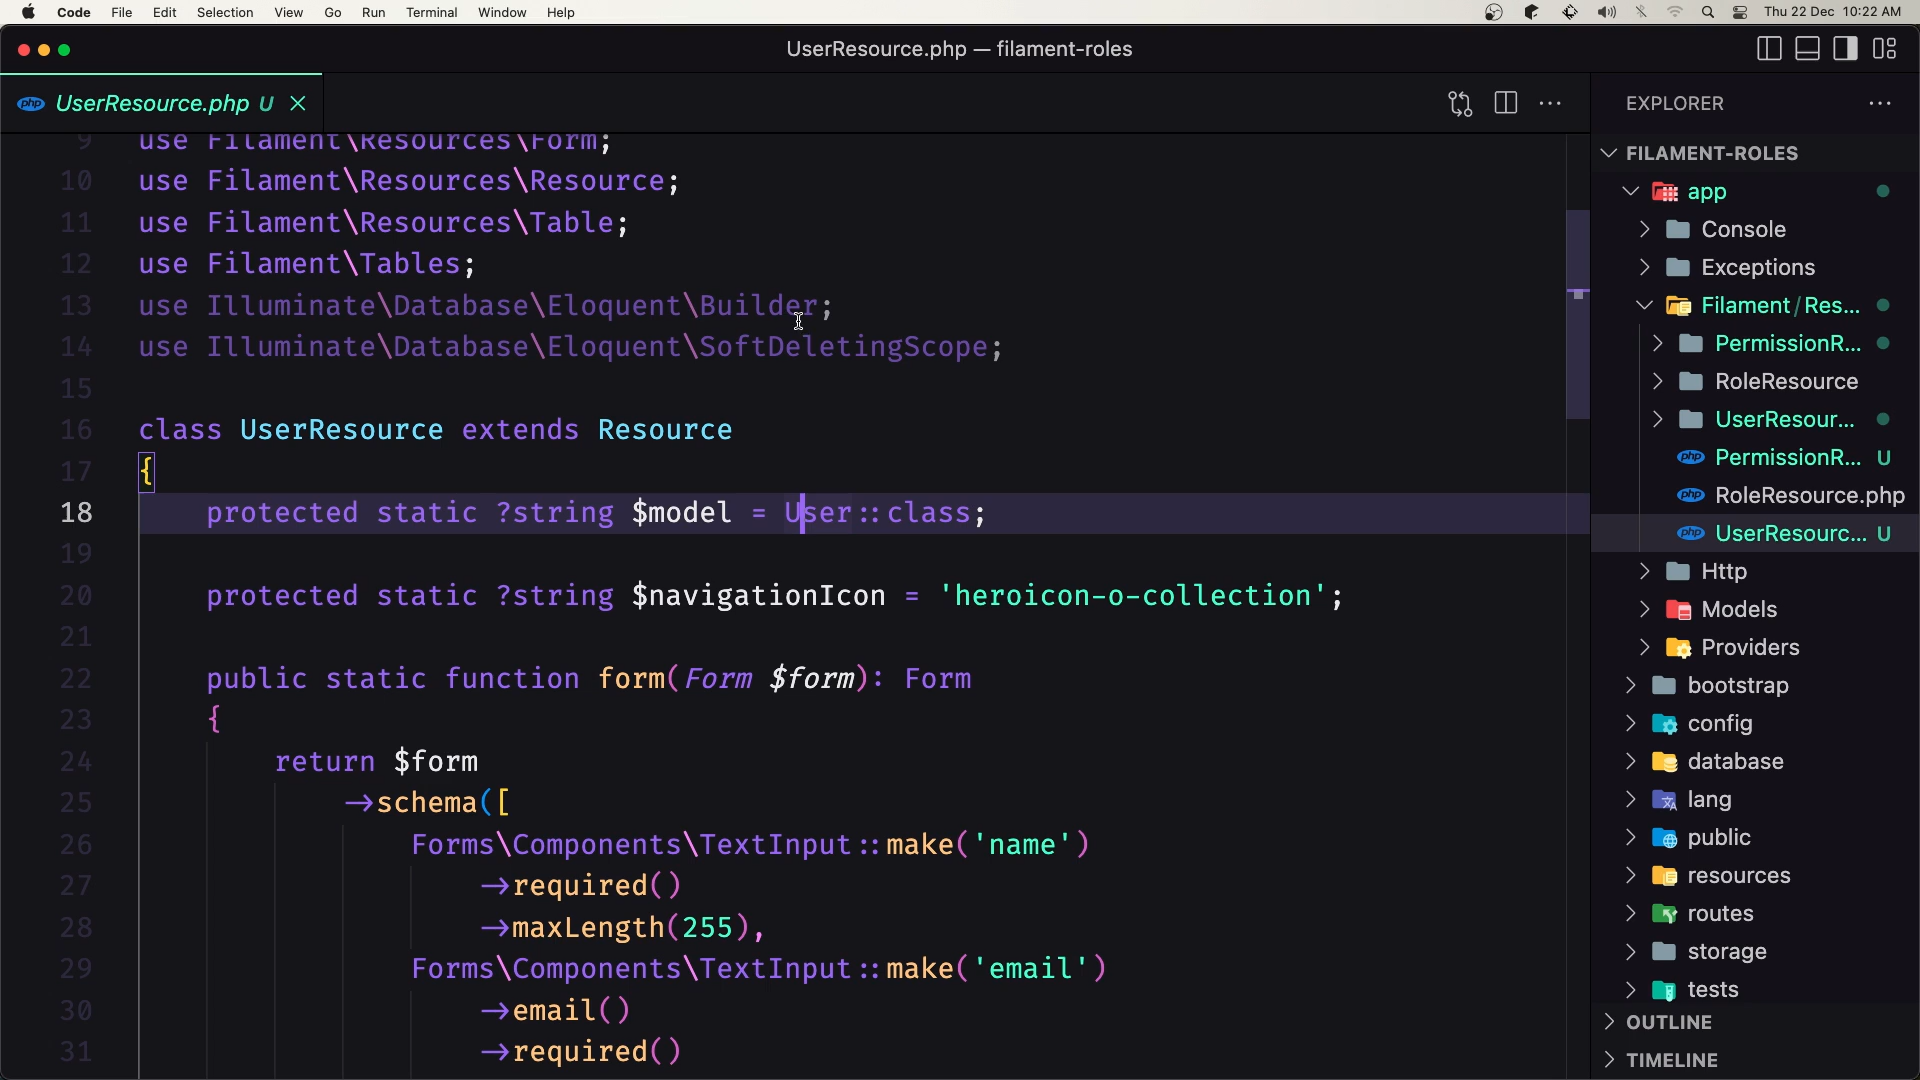 Code File Edit Selection View Go Run Terminal Window Help Thu 22 Dec 10:22 AM
UserResource.php — filament-roles
php UserResource.php U
9 use Filament\Resources\Form;
10 use Filament\Resources\Resource;
11 use Filament\Resources\Table;
12 use Filament\Tables;
13 use Illuminate\Database\Eloquent\Builder;
14 use Illuminate\Database\Eloquent\SoftDeletingScope;
15
16 class UserResource extends Resource
17 {
18 protected static ?string $model = User::class;
19
20 protected static ?string $navigationIcon = 'heroicon-o-collection';
21
22 public static function form(Form $form): Form
23 {
24 return $form
25 ->schema([
26 Forms\Components\TextInput::make('name')
27 ->required()
28 ->maxLength(255),
29 Forms\Components\TextInput::make('email')
30 ->email()
31 ->required()
EXPLORER
FILAMENT-ROLES
app
Console
Exceptions
Filament/Res...
PermissionR...
RoleResource
UserResour...
php PermissionR... U
php RoleResource.php
php UserResourc... U
Http
Models
Providers
bootstrap
config
database
lang
public
resources
routes
storage
tests
OUTLINE
TIMELINE